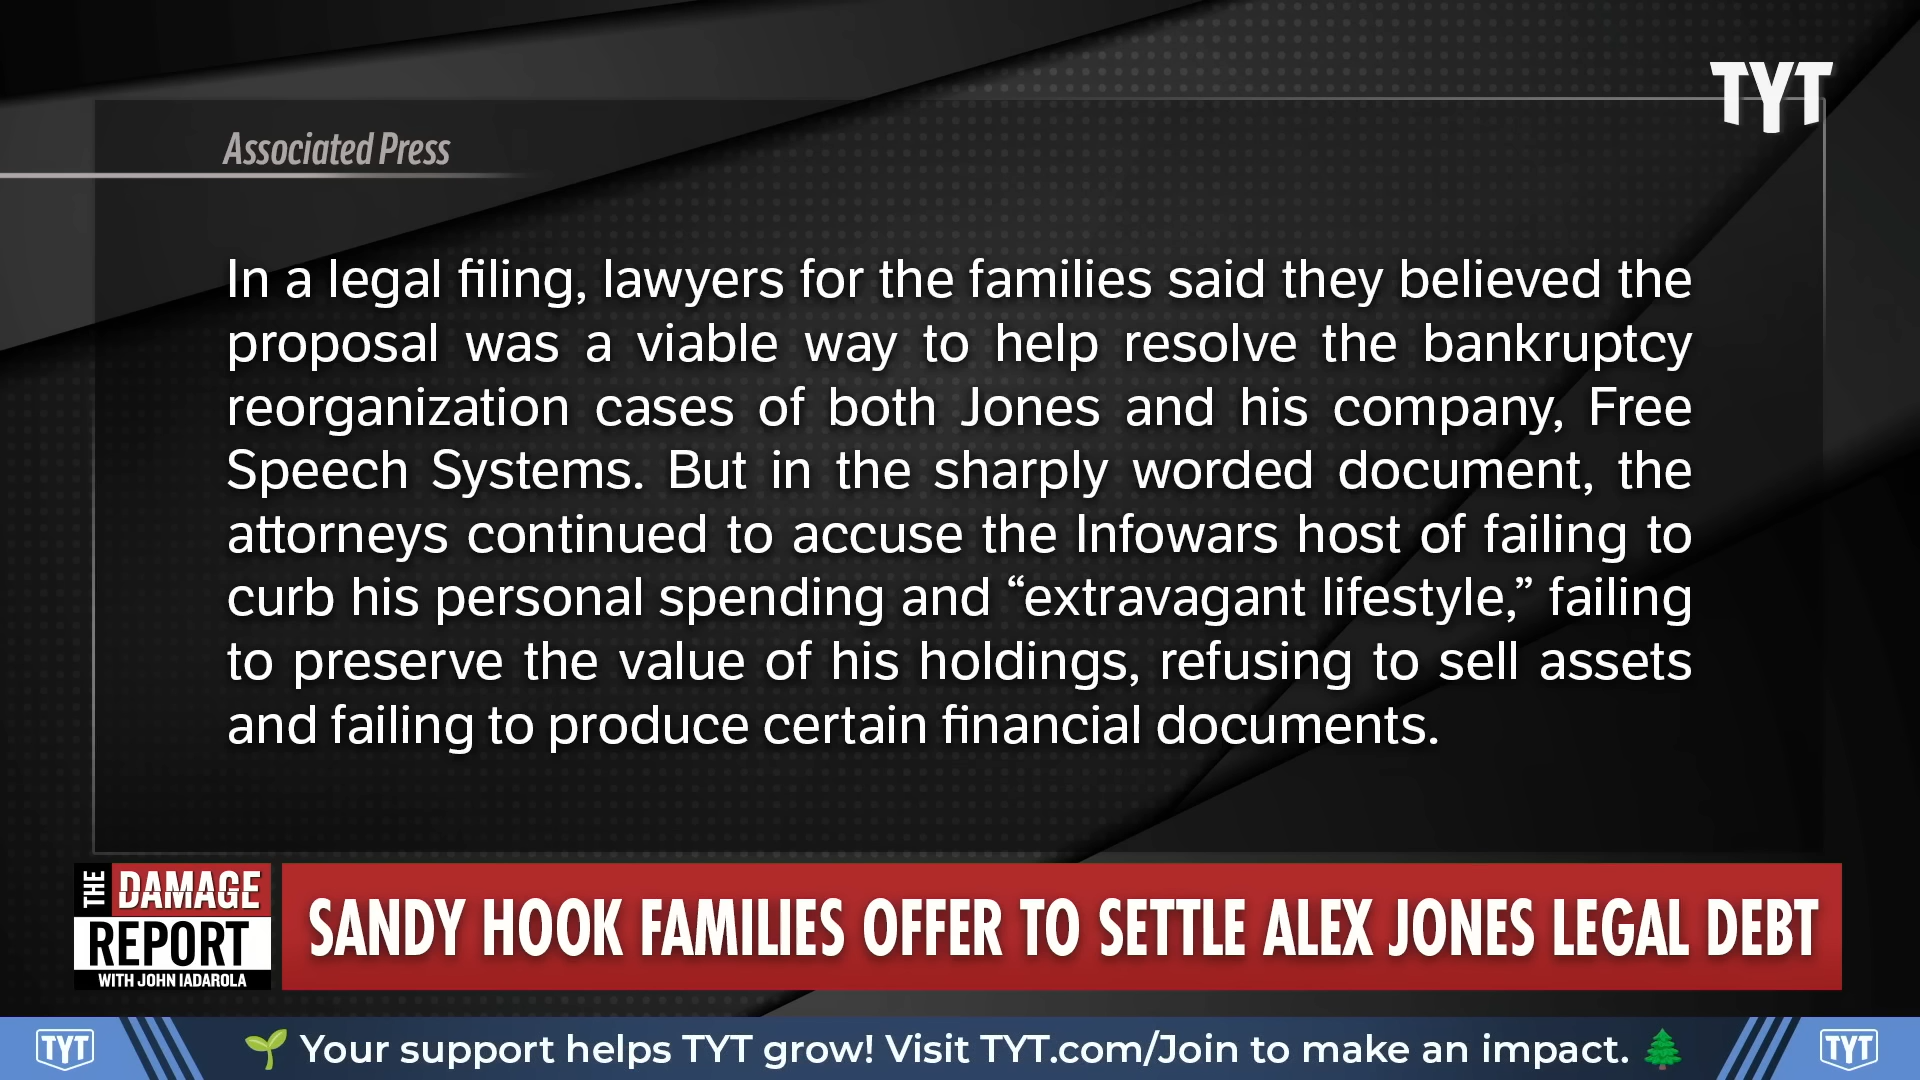 TYT
Associated Press
In a legal filing, lawyers for the families said they believed the
proposal was a viable way to help resolve the bankruptcy
reorganization cases of both Jones and his company, Free
Speech Systems. But in the sharply worded document, the
attorneys continued to accuse the Infowars host of failing to
curb his personal spending and “extravagant lifestyle,” failing
to preserve the value of his holdings, refusing to sell assets
and failing to produce certain financial documents.
THE DAMAGE
REPORT
WITH JOHN IADAROLA
SANDY HOOK FAMILIES OFFER TO SETTLE ALEX JONES LEGAL DEBT
TYT
🌱 Your support helps TYT grow! Visit TYT.com/Join to make an impact. 🌲
TYT